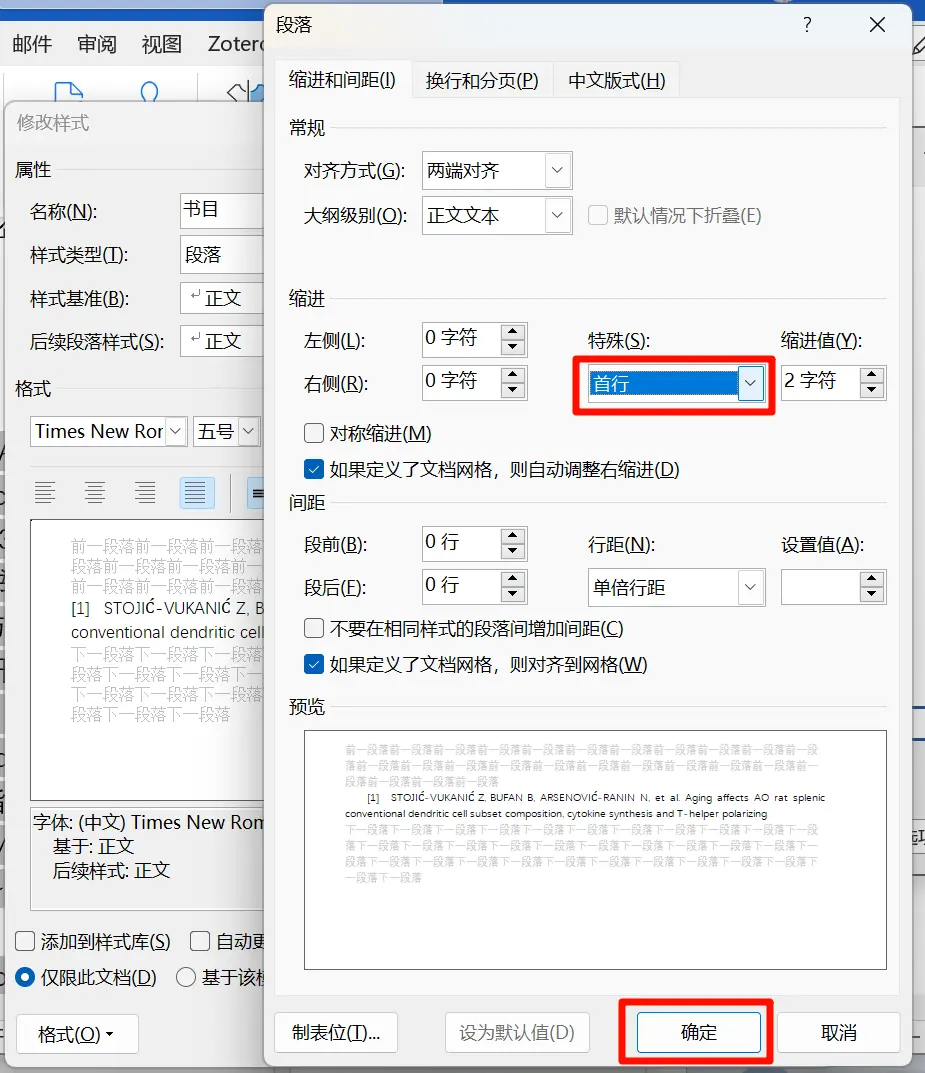 邮件 审阅 视图 Zotero
修改样式
属性
名称(N): 书目
样式类型(T): 段落
样式基准(B): ↵ 正文
后续段落样式(S): ↵ 正文
格式
Times New Ror 五号
前一段落前一段落前一段落
段落前一段落前一段落
前一段落前一段落前一段落
[1] STOJIĆ-VUKANIĆ Z, B
conventional dendritic cell
下一段落下一段落下一段落
段落下一段落下一段落
下一段落下一段落下一段落
段落下一段落下一段落
字体: (中文) Times New Rom
基于: 正文
后续样式: 正文
添加到样式库(S) 自动更
仅限此文档(D) 基于该模
格式(O)
段落 ?
缩进和间距(I) 换行和分页(P) 中文版式(H)
常规
对齐方式(G): 两端对齐
大纲级别(O): 正文文本 默认情况下折叠(E)
缩进
左侧(L): 0 字符 特殊(S): 缩进值(Y):
右侧(R): 0 字符 首行 2 字符
对称缩进(M)
如果定义了文档网格，则自动调整右缩进(D)
间距
段前(B): 0 行 行距(N): 设置值(A):
段后(F): 0 行 单倍行距
不要在相同样式的段落间增加间距(C)
如果定义了文档网格，则对齐到网格(W)
预览
前一段落前一段落前一段落前一段落前一段落前一段落前一段落前一段落前一段落前一段落前一段
落前一段落前一段落前一段落前一段落前一段落前一段落前一段落前一段落前一段落前一段落前一
段落前一段落前一段落前一段落
[1] STOJIĆ-VUKANIĆ Z, BUFAN B, ARSENOVIĆ-RANIN N, et al. Aging affects AO rat splenic
conventional dendritic cell subset composition, cytokine synthesis and T-helper polarizing
下一段落下一段落下一段落下一段落下一段落下一段落下一段落下一段落下一段落下一段落下一段
落下一段落下一段落下一段落下一段落下一段落下一段落下一段落下一段落下一段落下一段落下一
段落下一段落下一段落下一段落下一段落下一段落下一段落下一段落下一段落下一段落下一段落下
一段落下一段落
制表位(T)... 设为默认值(D) 确定 取消